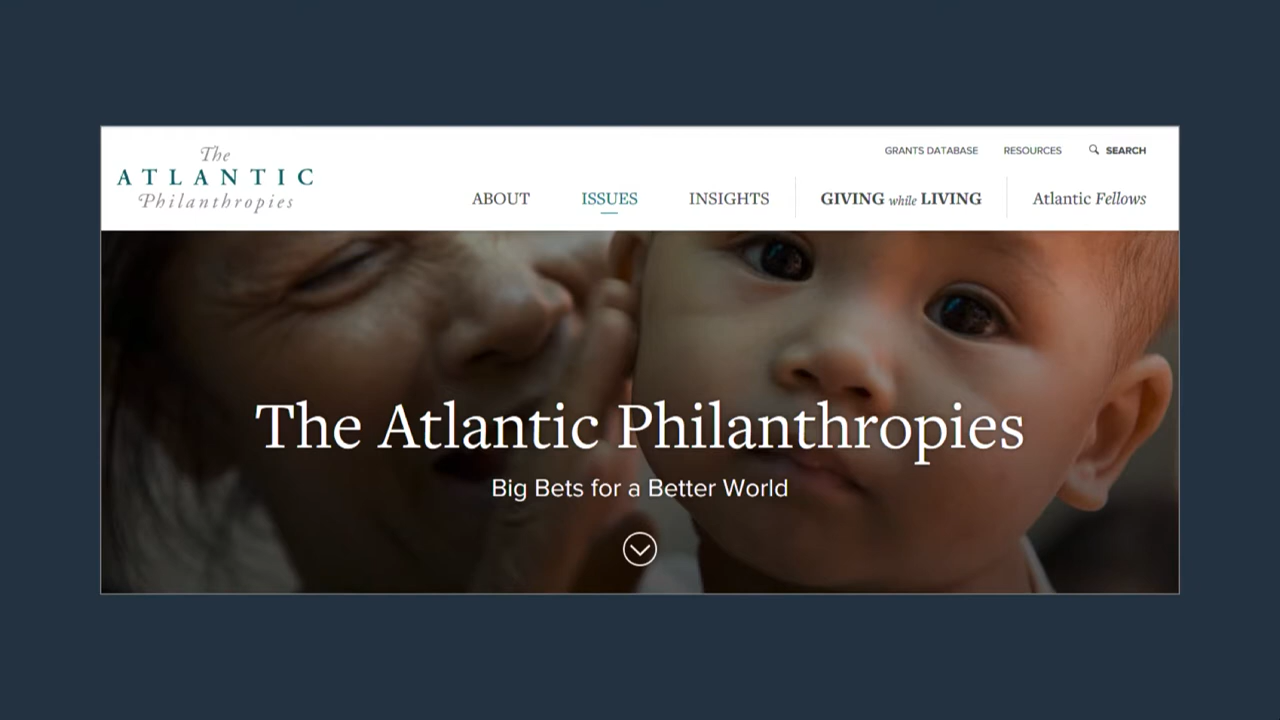 The
ATLANTIC
Philanthropies
GRANTS DATABASE RESOURCES SEARCH
ABOUT ISSUES INSIGHTS GIVING while LIVING Atlantic Fellows
The Atlantic Philanthropies
Big Bets for a Better World